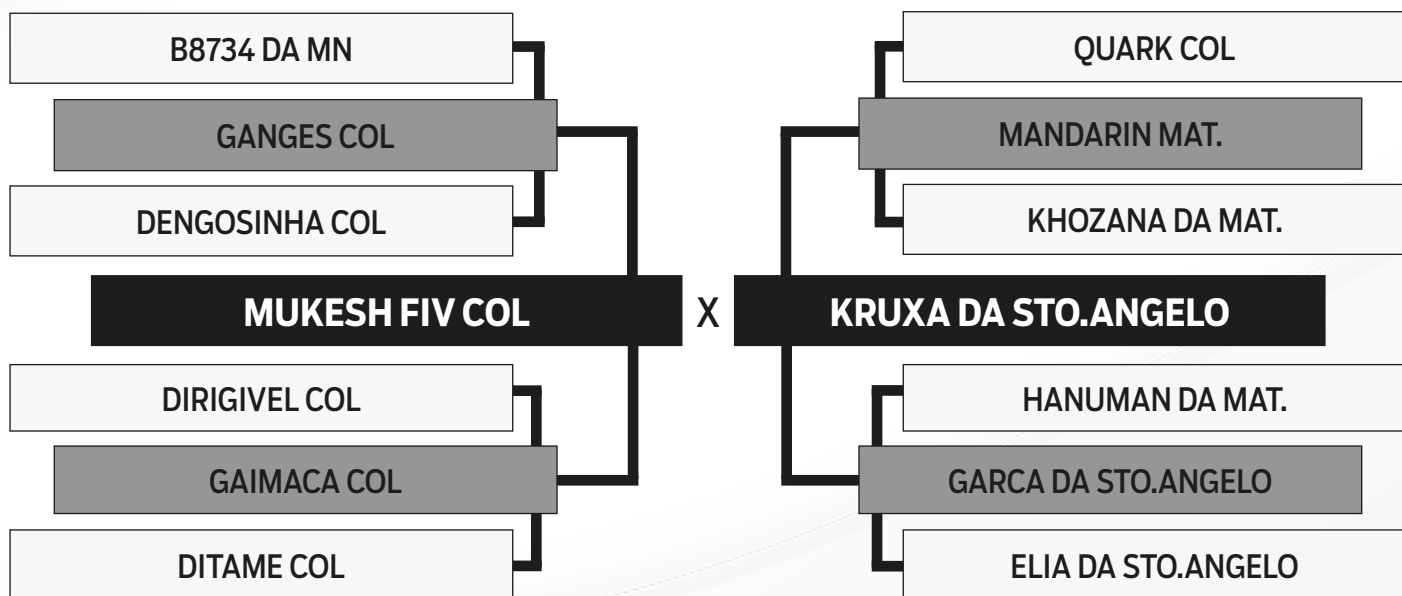 B8734 DA MN
GANGES COL
DENGOSINHA COL
MUKESH FIV COL
DIRIGIVEL COL
GAIMACA COL
DITAME COL
X
QUARK COL
MANDARIN MAT.
KHOZANA DA MAT.
KRUXA DA STO.ANGELO
HANUMAN DA MAT.
GARCA DA STO.ANGELO
ELIA DA STO.ANGELO